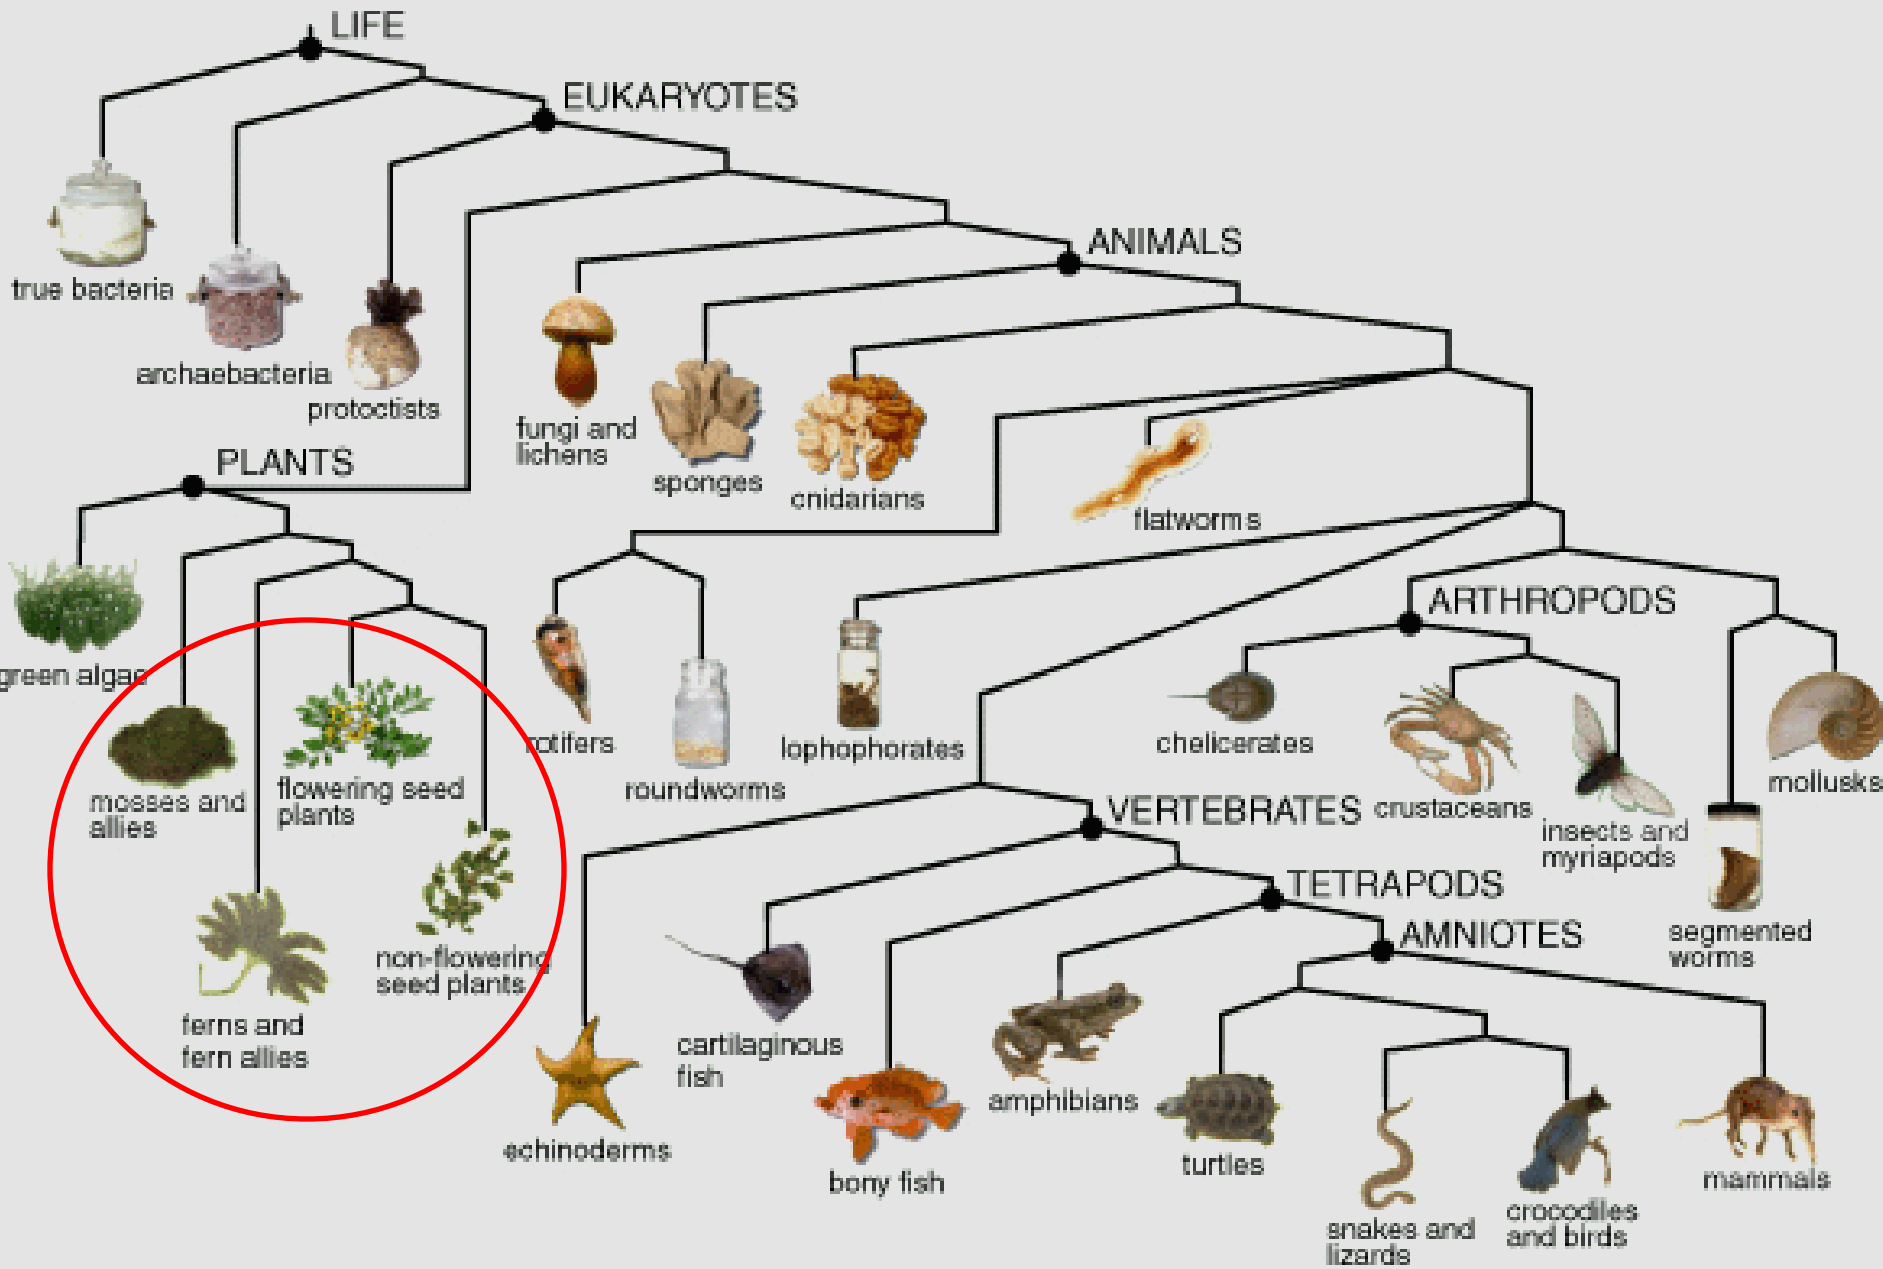 LIFE
EUKARYOTES
ANIMALS
true bacteria
archaebacteria
protoctists
fungi and
lichens
sponges
cnidarians
flatworms
PLANTS
green algae
mosses and
allies
flowering seed
plants
non-flowering
seed plants
ferns and
fern allies
rotifers
roundworms
lophophorates
ARTHROPODS
chelicerates
crustaceans
insects and
myriapods
mollusks
segmented
worms
VERTEBRATES
TETRAPODS
AMNIOTES
echinoderms
cartilaginous
fish
bony fish
amphibians
turtles
snakes and
lizards
crocodiles
and birds
mammals